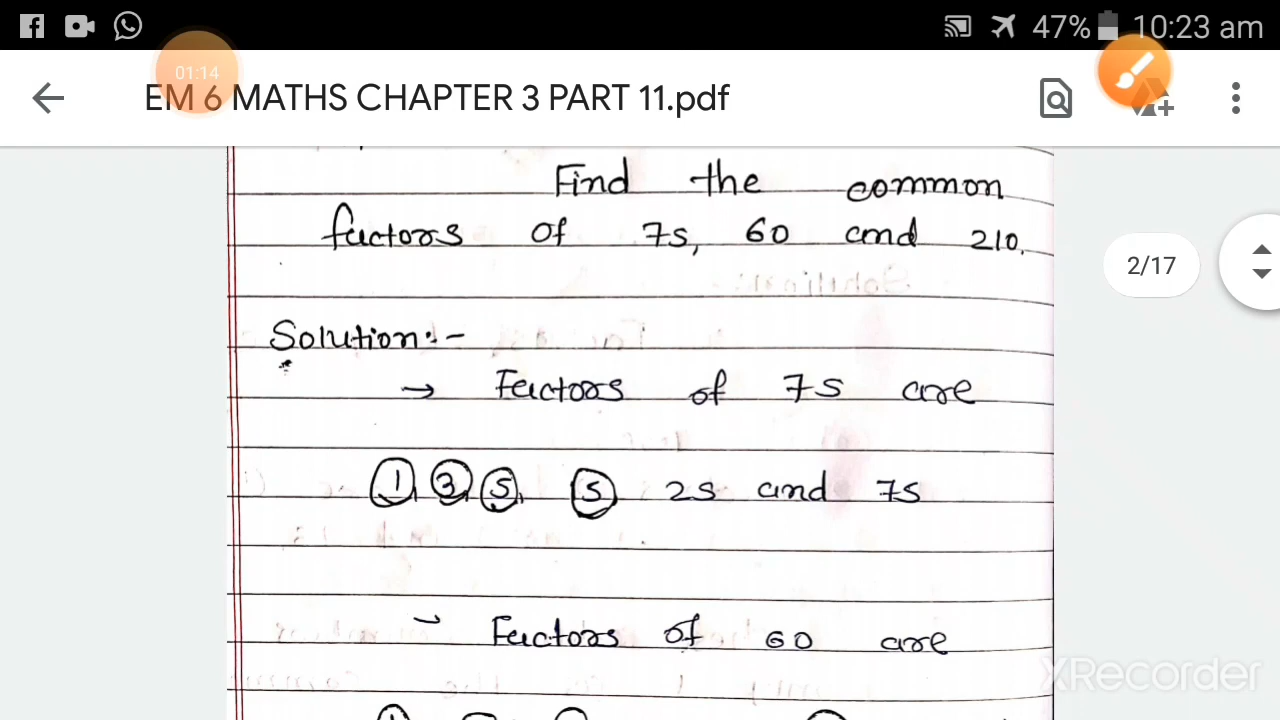 47% 10:23 am
01:14
EM 6 MATHS CHAPTER 3 PART 11.pdf
Find the common
factors of 75, 60 and 210.
2/17
Solution:-
→ Factors of 75 are
1, 3, 5, 5 25 and 75
Factors of 60 are
XRecorder